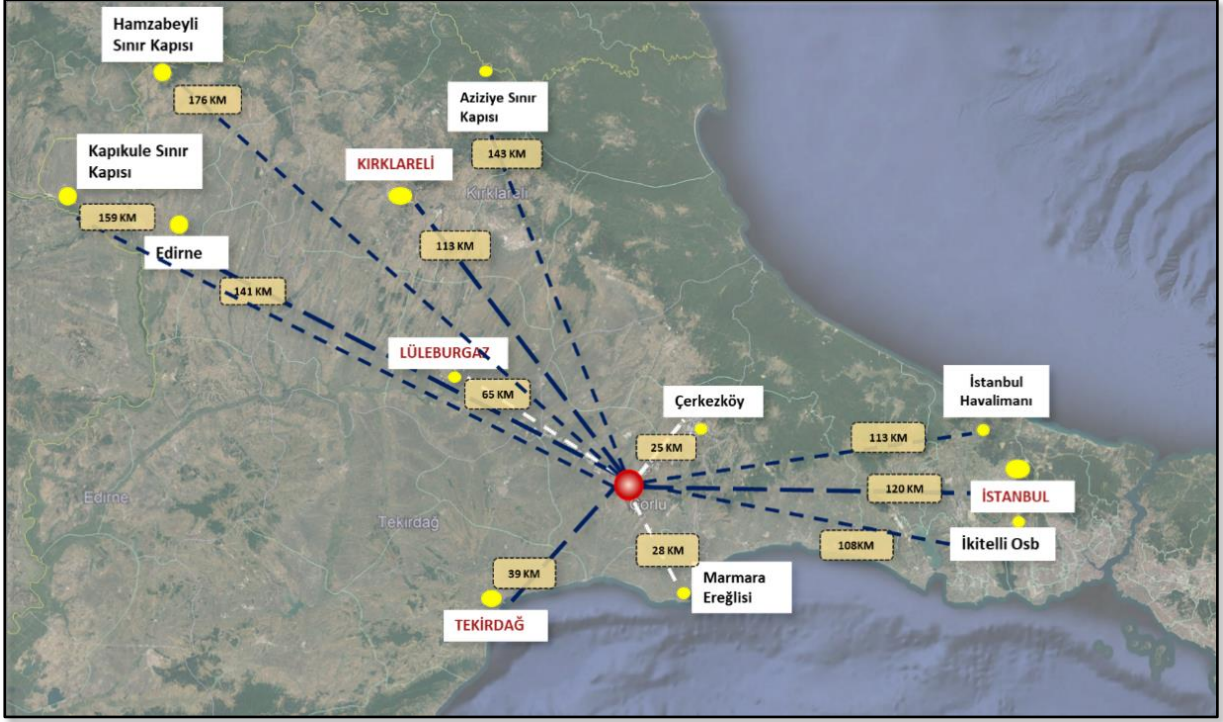 Hamzabeyli
Sınır Kapısı
176 KM
Aziziye Sınır
Kapısı
143 KM
Kapıkule Sınır
Kapısı
159 KM
KIRKLARELİ
Kırklareli
113 KM
Edirne
141 KM
LÜLEBURGAZ
65 KM
Çerkezköy
25 KM
İstanbul
Havalimanı
113 KM
120 KM
İSTANBUL
Çorlu
Edirne
Tekirdağ
108KM
İkitelli Osb
28 KM
Marmara
Ereğlisi
39 KM
TEKİRDAĞ